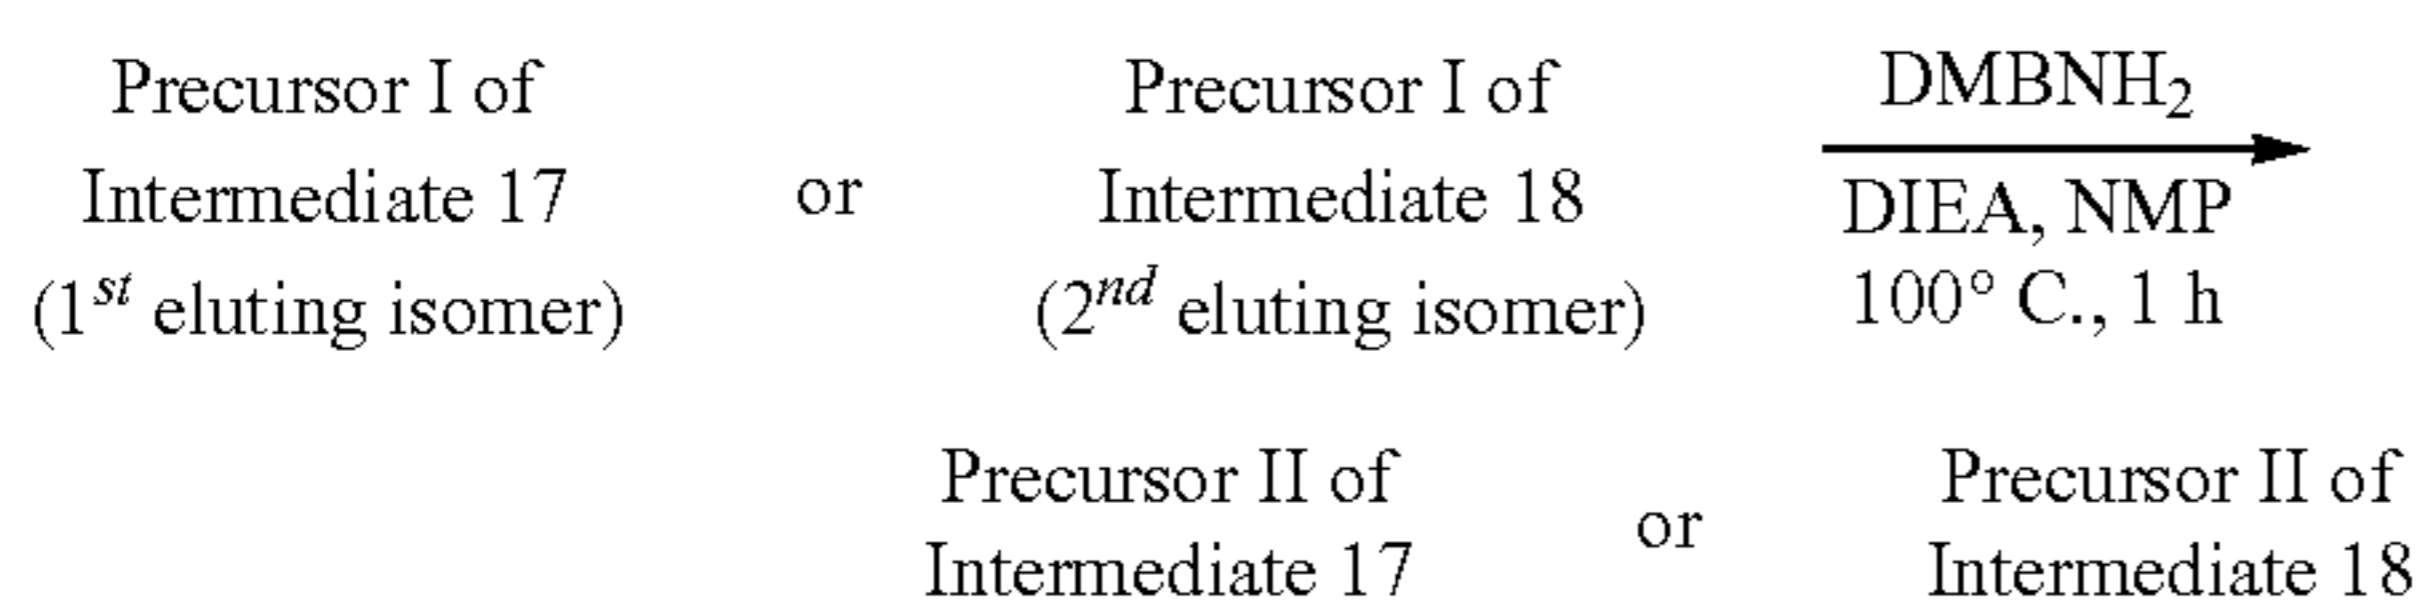 Precursor I of
Intermediate 17
(1st eluting isomer)
or
Precursor I of
Intermediate 18
(2nd eluting isomer)
DMBNH2
DIEA, NMP
100° C., 1 h
Precursor II of
Intermediate 17
or
Precursor II of
Intermediate 18